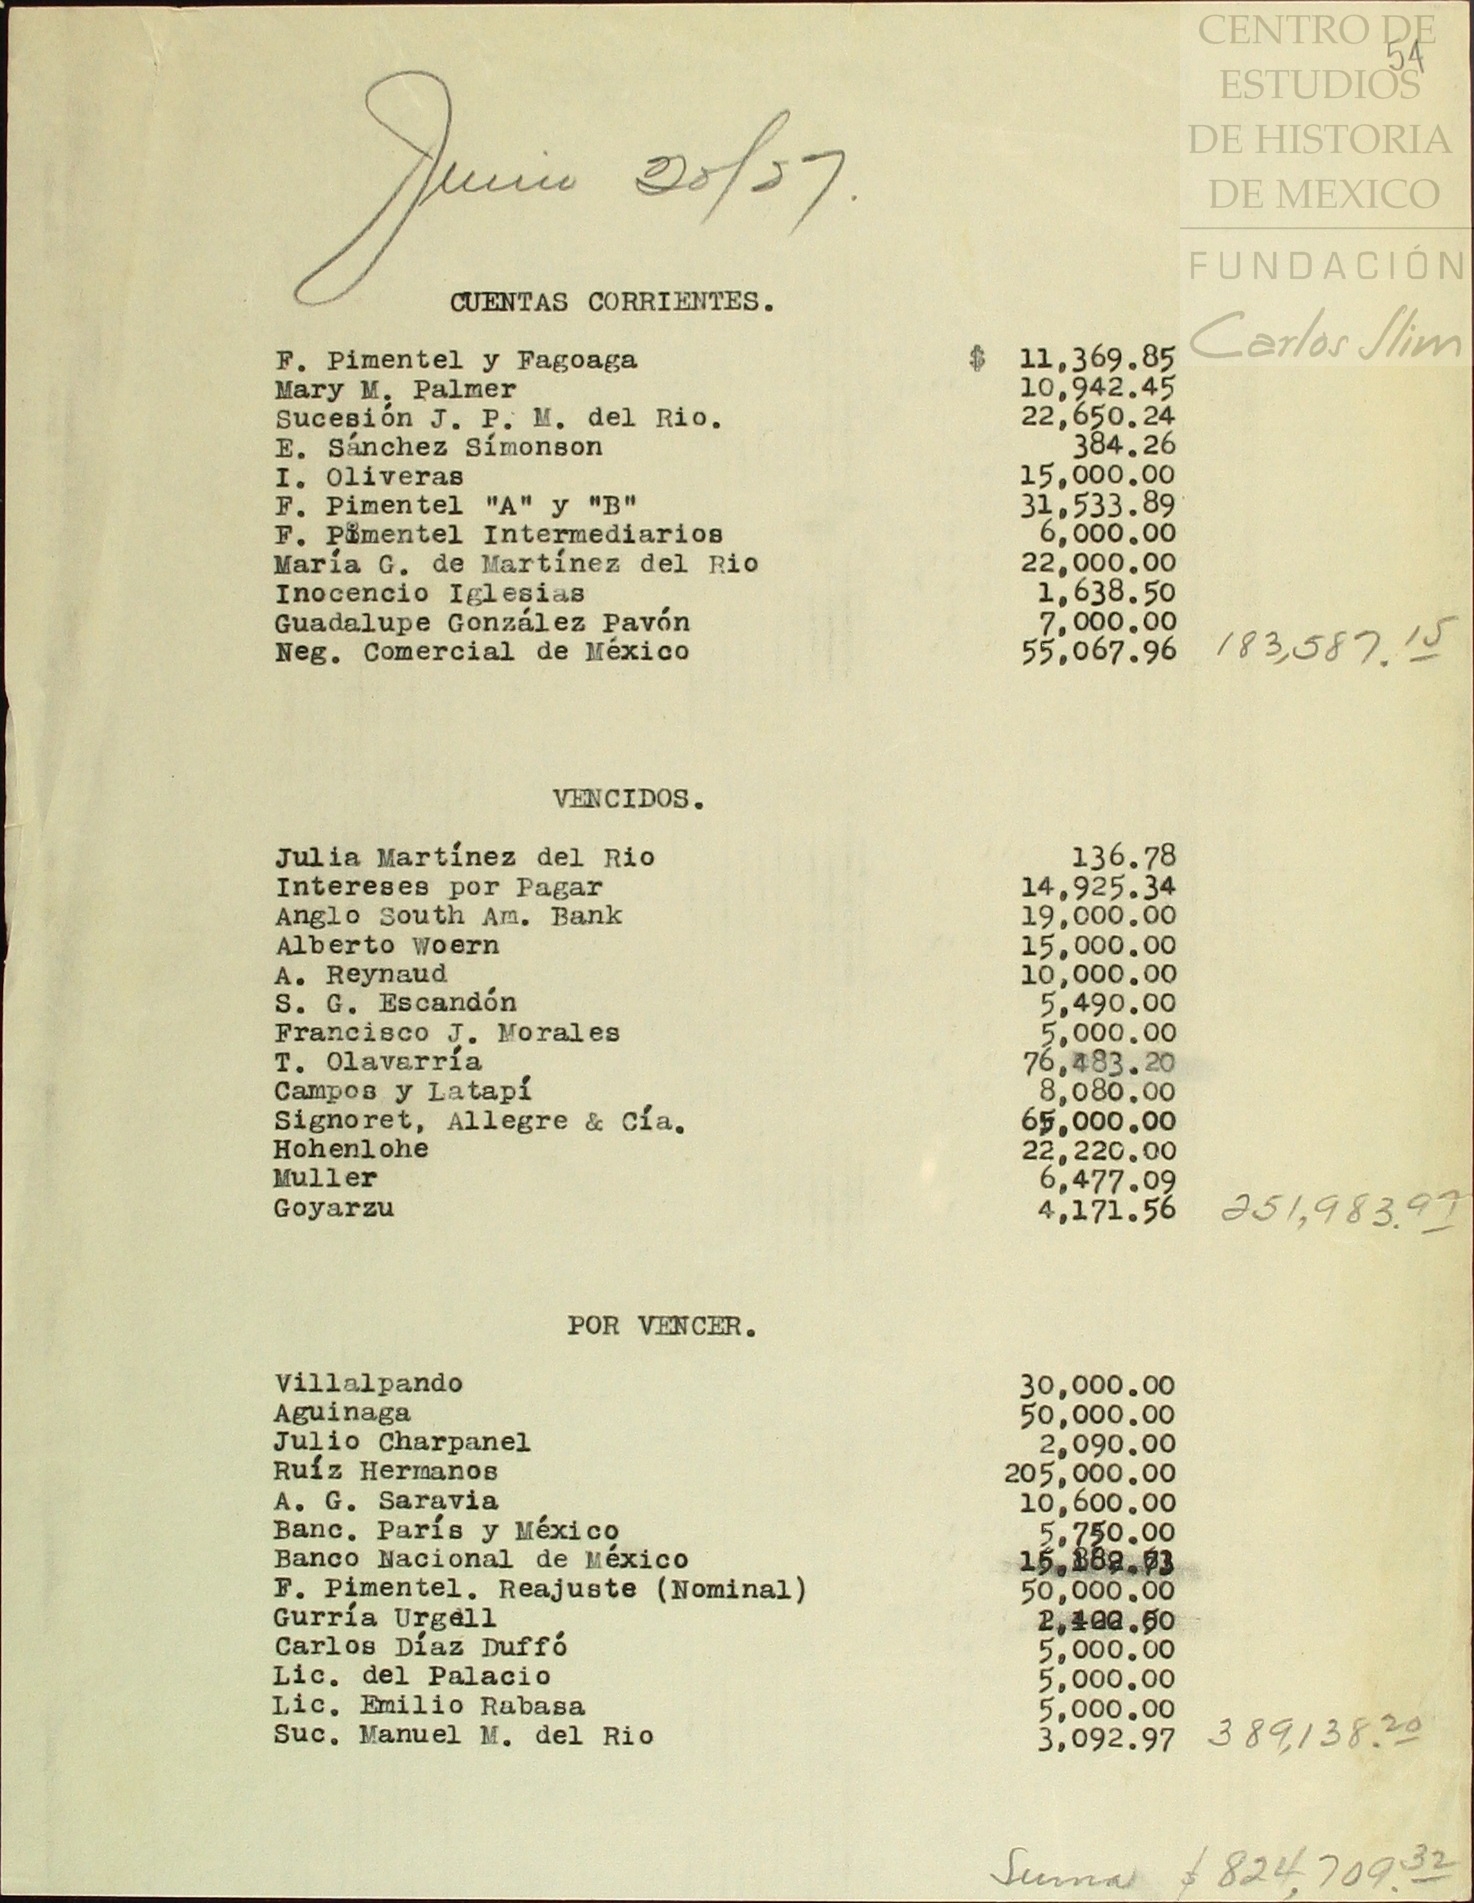 CENTRO DE
ESTUDIOS
DE HISTORIA
DE MEXICO
FUNDACIÓN
Carlos Slim
54
Junio
CUENTAS CORRIENTES.
F. Pimentel y Fagoaga $ 11,369.85
Mary M. Palmer 10,942.45
Sucesión J. P. M. del Rio. 22,650.24
E. Sánchez Símonson 384.26
I. Oliveras 15,000.00
F. Pimentel "A" y "B" 31,533.89
F. Pimentel Intermediarios 6,000.00
María G. de Martínez del Rio 22,000.00
Inocencio Iglesias 1,638.50
Guadalupe González Pavón 7,000.00
Neg. Comercial de México 55,067.96 183,587.15
VENCIDOS.
Julia Martínez del Rio 136.78
Intereses por Pagar 14,925.34
Anglo South Am. Bank 19,000.00
Alberto Woern 15,000.00
A. Reynaud 10,000.00
S. G. Escandón 5,490.00
Francisco J. Morales 5,000.00
T. Olavarría 76,483.20
Campos y Latapí 8,080.00
Signoret, Allegre & Cía. 65,000.00
Hohenlohe 22,220.00
Muller 6,477.09
Goyarzu 4,171.56 251,983.97
POR VENCER.
Villalpando 30,000.00
Aguinaga 50,000.00
Julio Charpanel 2,090.00
Ruíz Hermanos 205,000.00
A. G. Saravia 10,600.00
Banc. París y México 5,750.00
Banco Nacional de México
F. Pimentel. Reajuste (Nominal) 50,000.00
Gurría Urgell
Carlos Díaz Duffó 5,000.00
Lic. del Palacio 5,000.00
Lic. Emilio Rabasa 5,000.00
Suc. Manuel M. del Rio 3,092.97 389,138.20
Suma $ 824,709.32